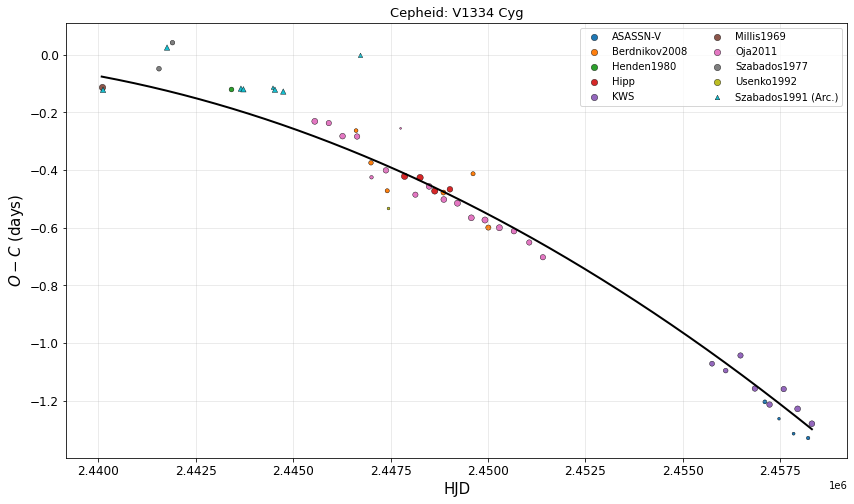 Cepheid: V1334 Cyg
ASASSN-V
Berdnikov2008
Henden1980
Hipp
KWS
Millis1969
Oja2011
Szabados1977
Usenko1992
Szabados1991 (Arc.)
O − C (days)
0.0
−0.2
−0.4
−0.6
−0.8
−1.0
−1.2
2.4400 2.4425 2.4450 2.4475 2.4500 2.4525 2.4550 2.4575
1e6
HJD